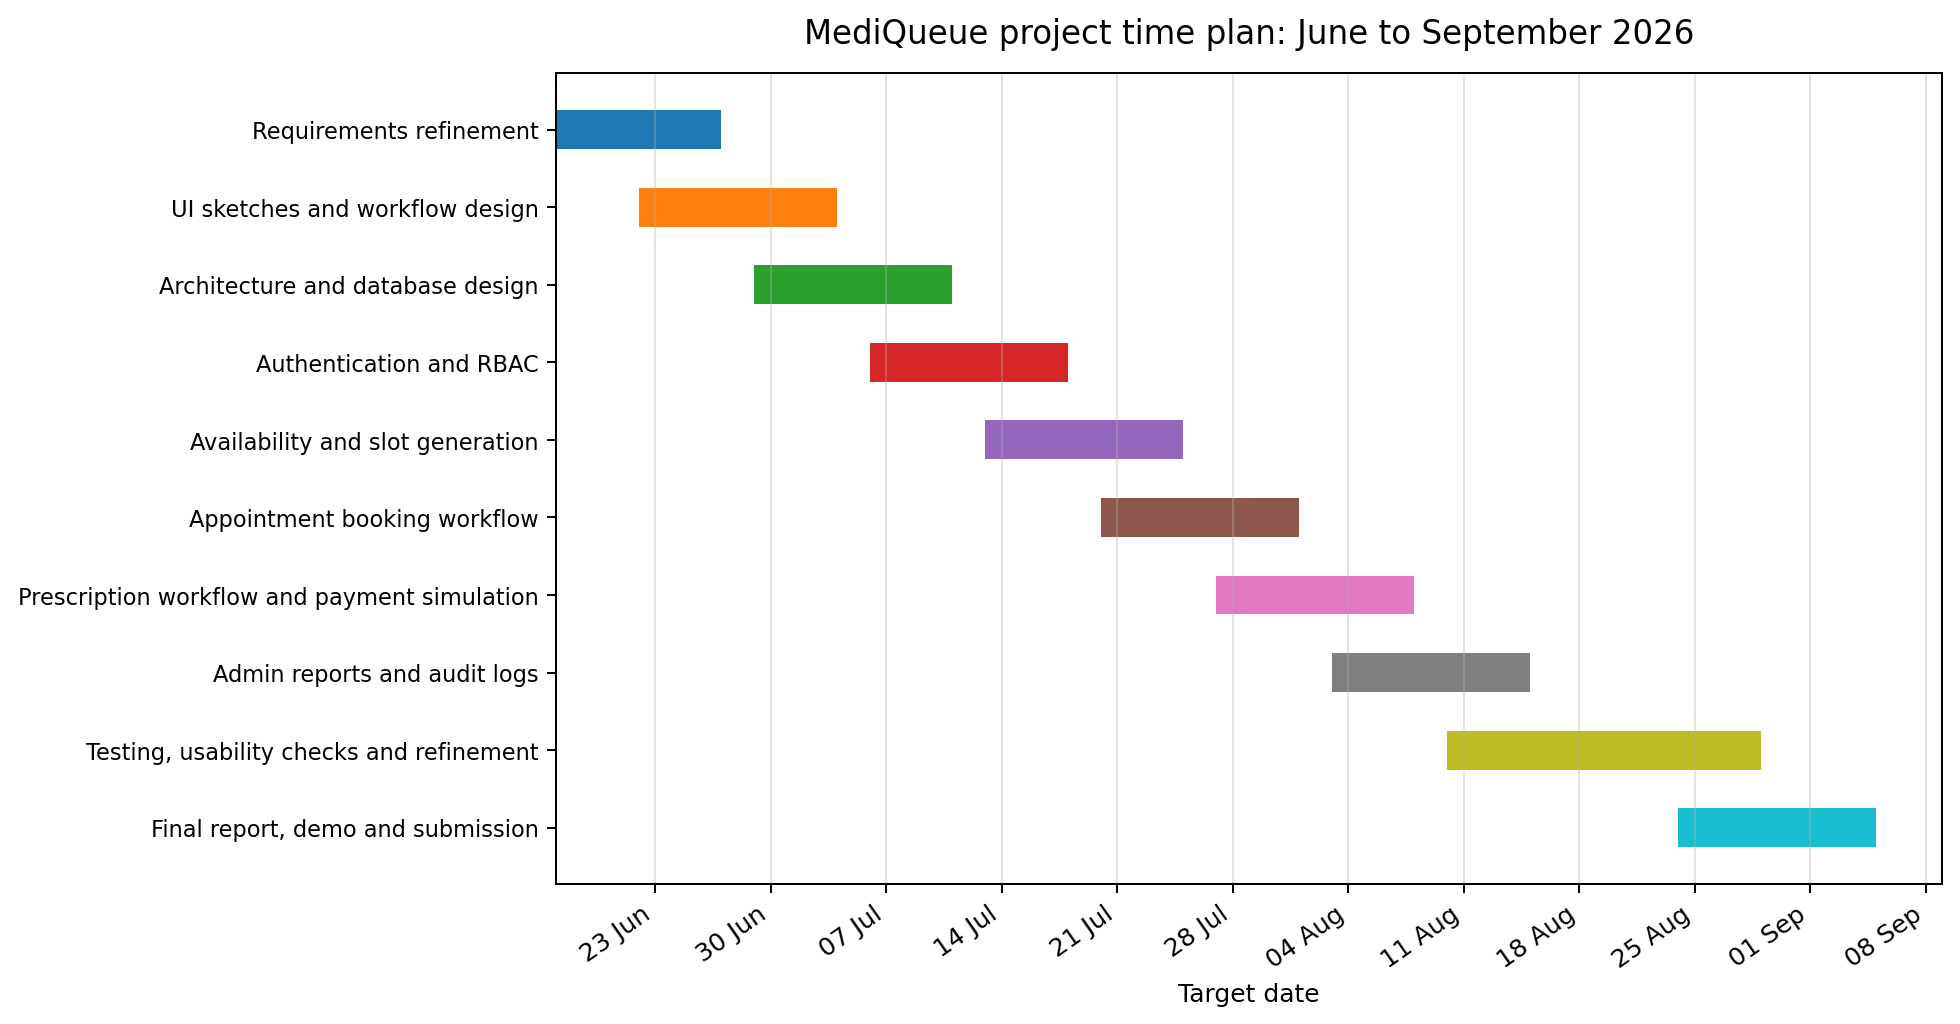 MediQueue project time plan: June to September 2026
Requirements refinement
UI sketches and workflow design
Architecture and database design
Authentication and RBAC
Availability and slot generation
Appointment booking workflow
Prescription workflow and payment simulation
Admin reports and audit logs
Testing, usability checks and refinement
Final report, demo and submission
23 Jun
30 Jun
07 Jul
14 Jul
21 Jul
28 Jul
04 Aug
11 Aug
18 Aug
25 Aug
01 Sep
08 Sep
Target date